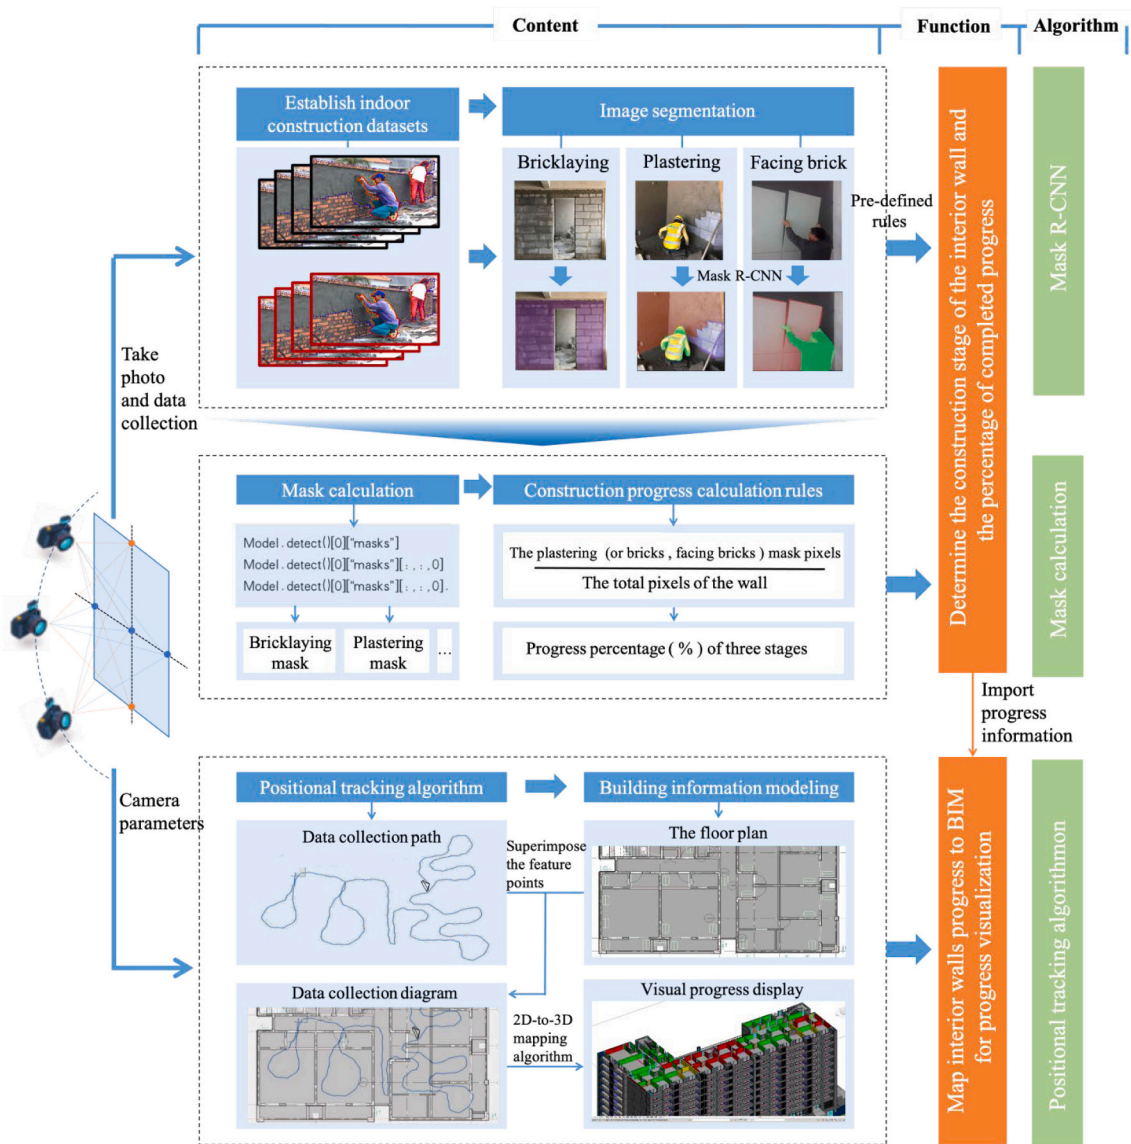 Content
Function
Algorithm
Establish indoor
construction datasets
Image segmentation
Bricklaying
Plastering
Facing brick
Mask R-CNN
Pre-defined
rules
Take
photo
and data
collection
Mask calculation
Construction progress calculation rules
Model.detect()[0]["masks"]
Model.detect()[0]["masks"][:,:,0]
Model.detect()[0]["masks"][:,:,0].
The plastering (or bricks , facing bricks ) mask pixels
The total pixels of the wall
Bricklaying
mask
Plastering
mask
...
Progress percentage ( % ) of three stages
Determine the construction stage of the interior wall and
the percentage of completed progress
Mask R-CNN
Mask calculation
Import
progress
information
Camera
parameters
Positional tracking algorithm
Building information modeling
Data collection path
Superimpose
the feature
points
The floor plan
Data collection diagram
2D-to-3D
mapping
algorithm
Visual progress display
Map interior walls progress to BIM
for progress visualization
Positional tracking algorithmon